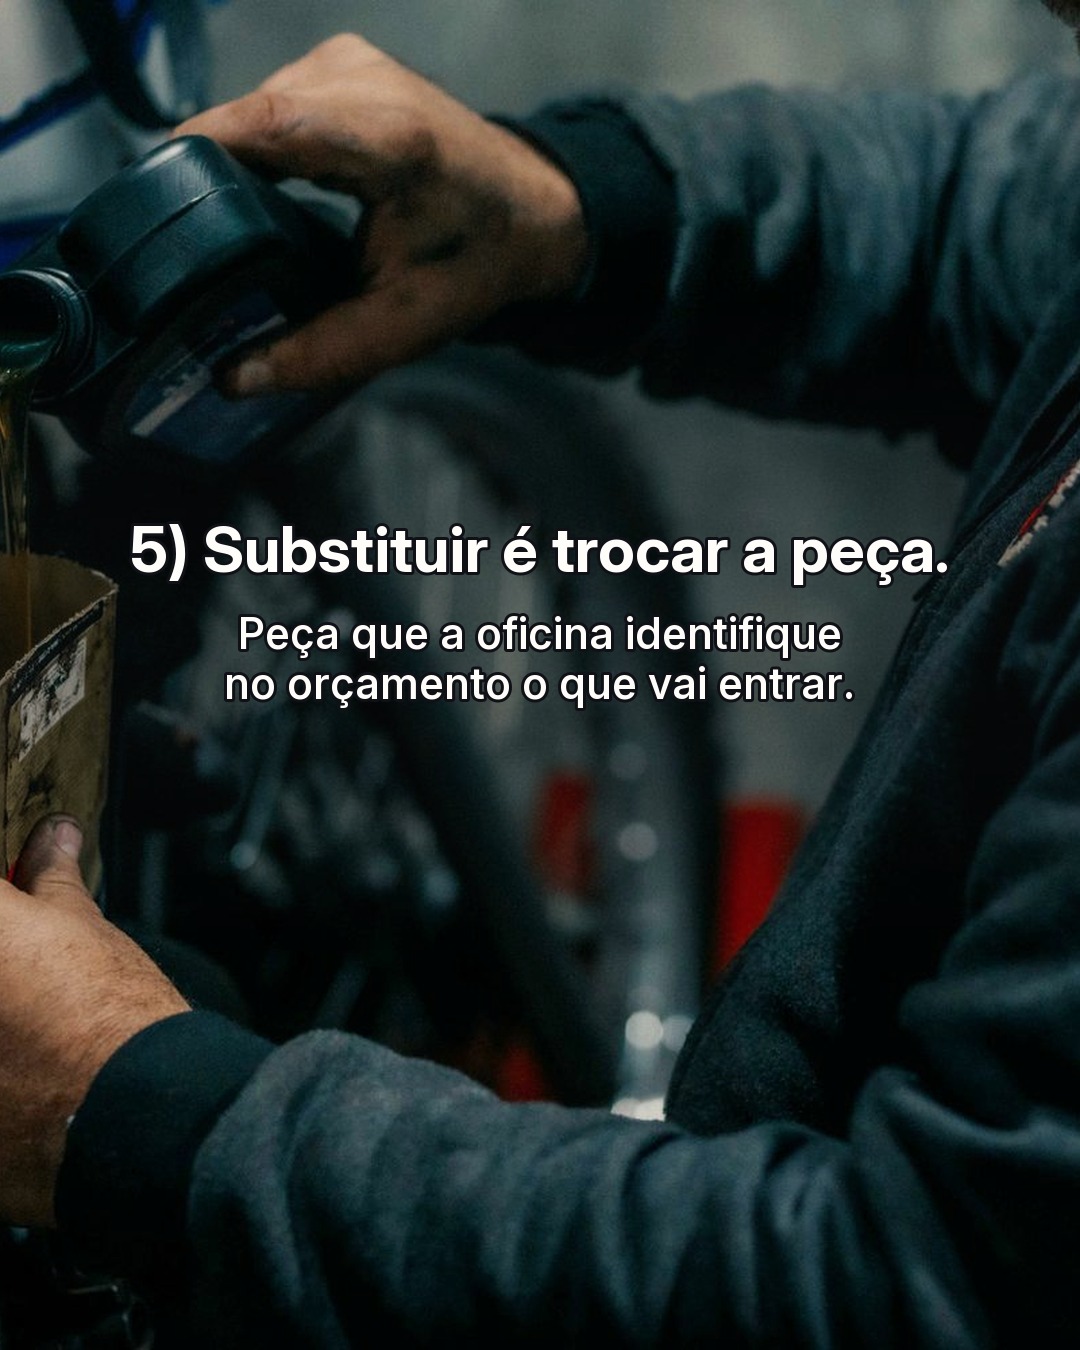 5) Substituir é trocar a peça.
Peça que a oficina identifique
no orçamento o que vai entrar.